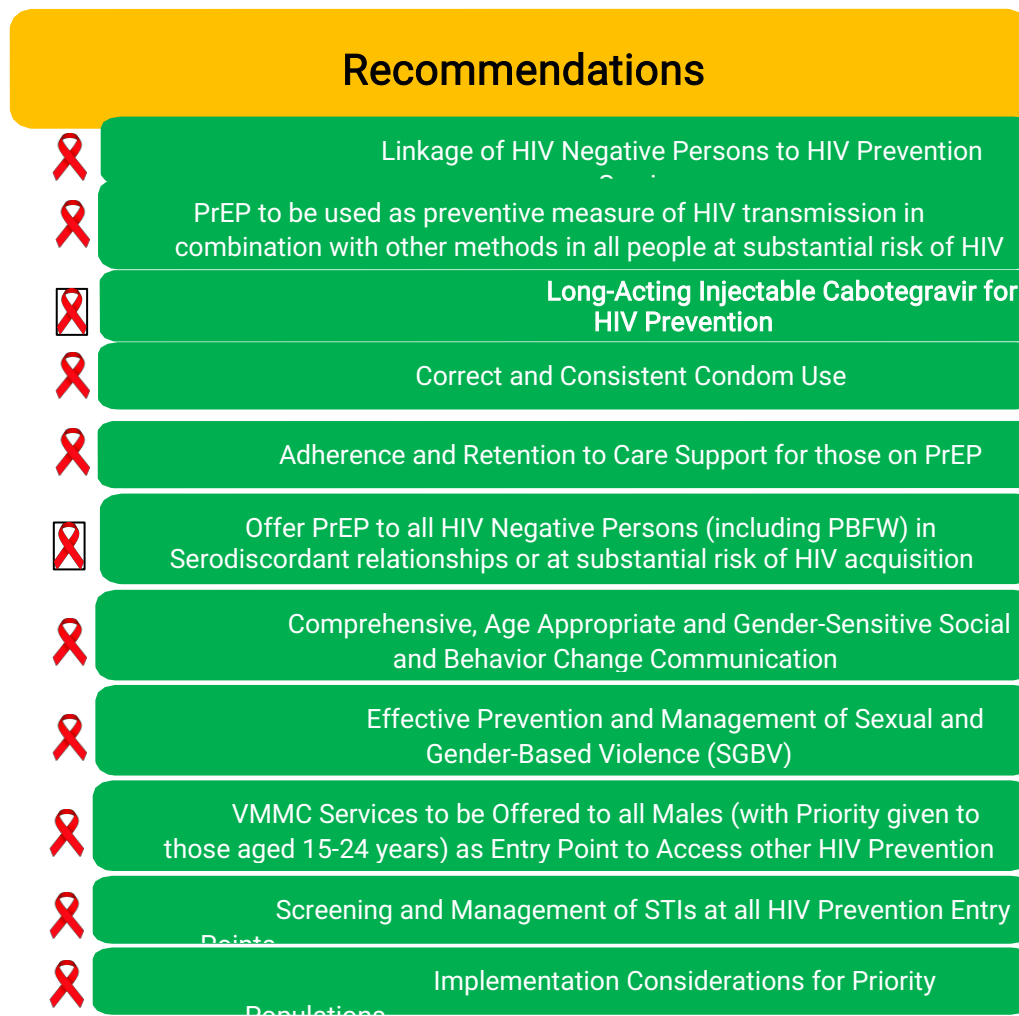 Recommendations
Linkage of HIV Negative Persons to HIV Prevention
PrEP to be used as preventive measure of HIV transmission in
combination with other methods in all people at substantial risk of HIV
Long-Acting Injectable Cabotegravir for
HIV Prevention
Correct and Consistent Condom Use
Adherence and Retention to Care Support for those on PrEP
Offer PrEP to all HIV Negative Persons (including PBFW) in
Serodiscordant relationships or at substantial risk of HIV acquisition
Comprehensive, Age Appropriate and Gender-Sensitive Social
and Behavior Change Communication
Effective Prevention and Management of Sexual and
Gender-Based Violence (SGBV)
VMMC Services to be Offered to all Males (with Priority given to
those aged 15-24 years) as Entry Point to Access other HIV Prevention
Screening and Management of STIs at all HIV Prevention Entry
Points
Implementation Considerations for Priority
Populations